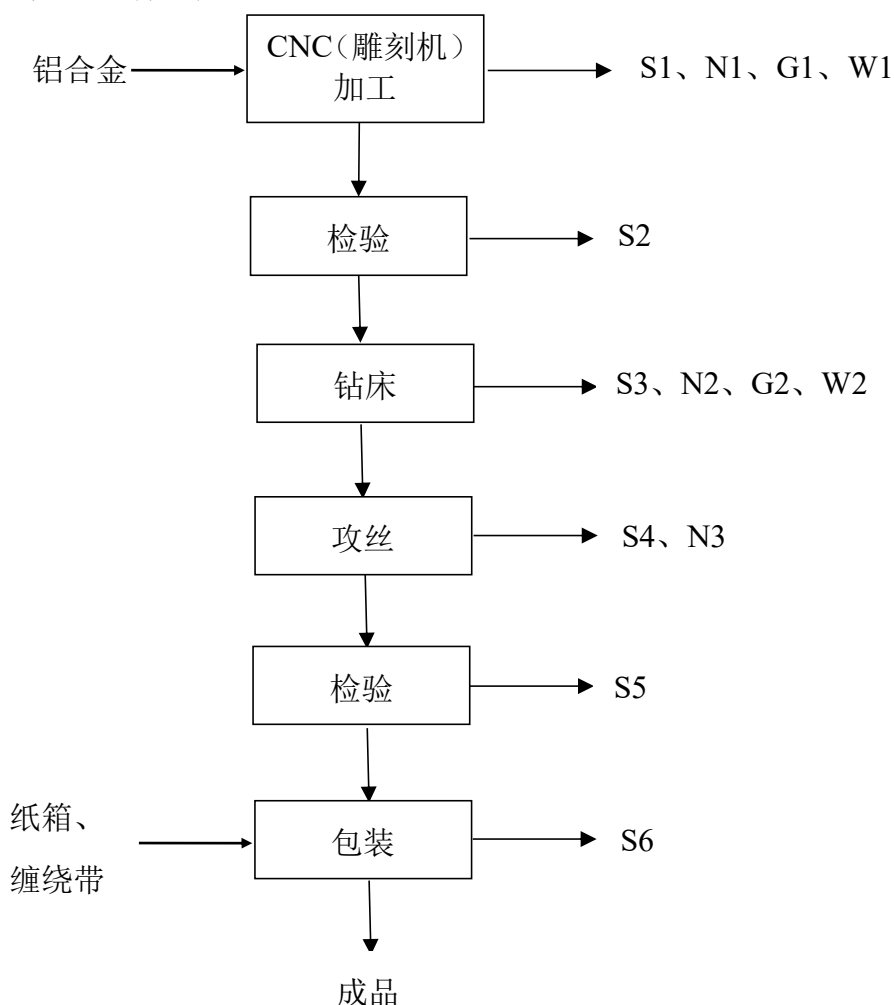 CNC（雕刻机）
加工
铝合金
S1、N1、G1、W1
检验
S2
钻床
S3、N2、G2、W2
攻丝
S4、N3
检验
S5
纸箱、
缠绕带
包装
S6
成品